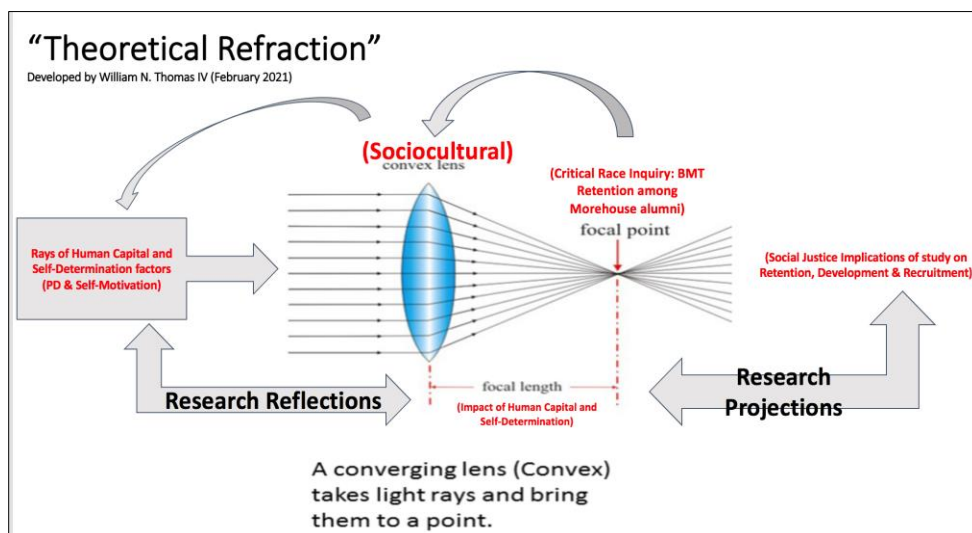 “Theoretical Refraction”
Developed by William N. Thomas IV (February 2021)
(Sociocultural)
convex lens
(Critical Race Inquiry: BMT
Retention among
Morehouse alumni)
focal point
Rays of Human Capital and
Self-Determination factors
(PD & Self-Motivation)
(Social Justice Implications of study on
Retention, Development & Recruitment)
Research Reflections
focal length
(Impact of Human Capital and
Self-Determination)
Research
Projections
A converging lens (Convex)
takes light rays and bring
them to a point.